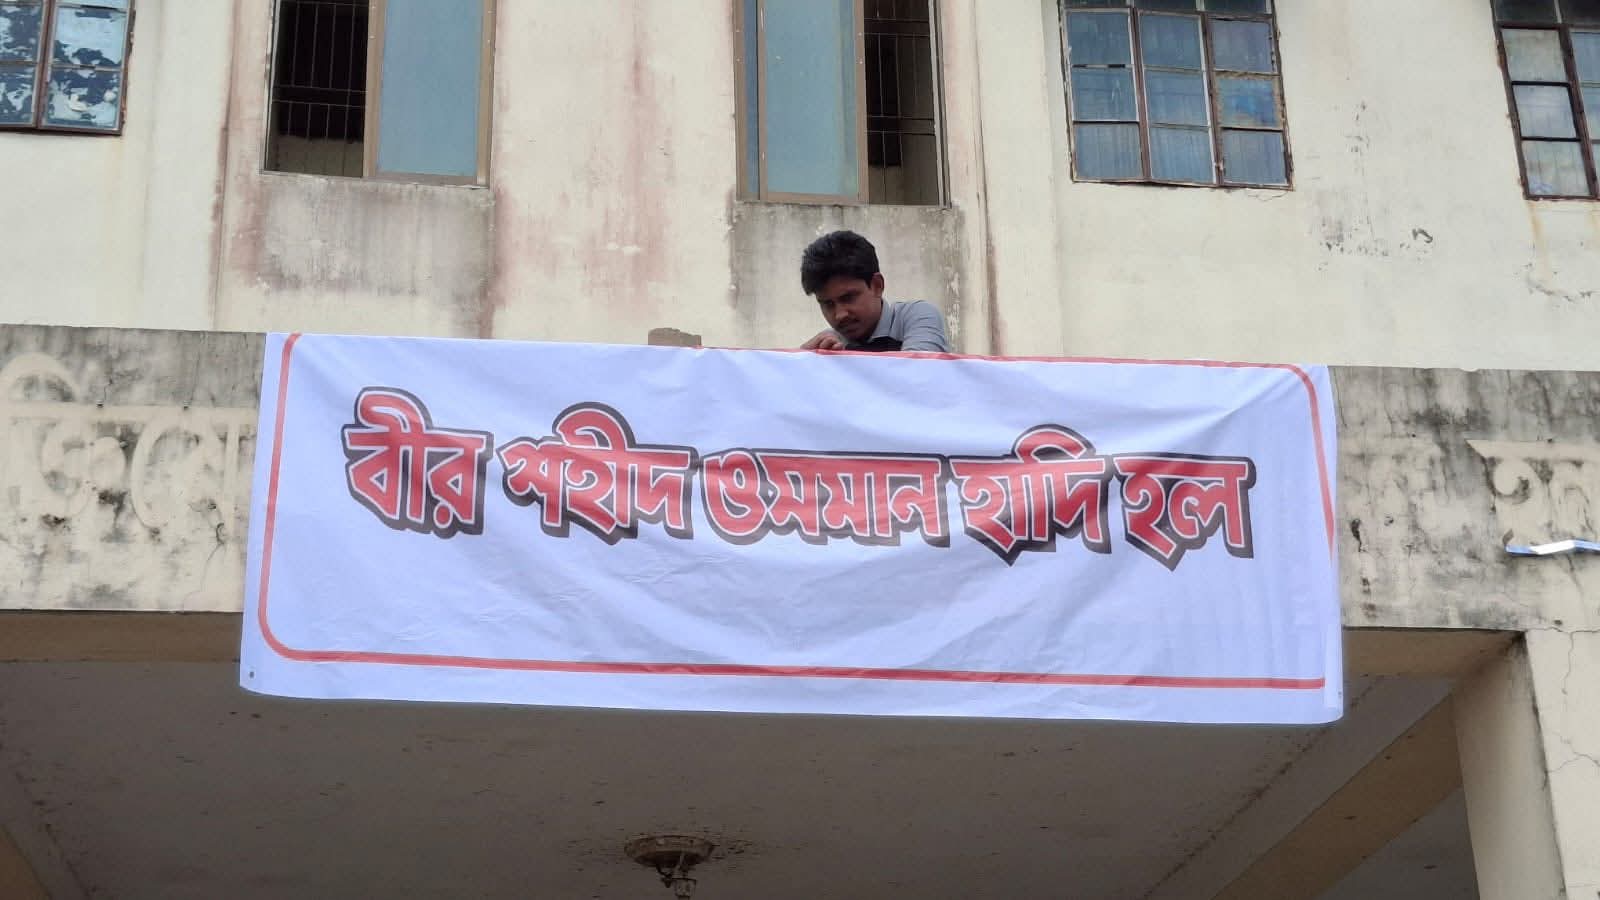 বীর শহীদ ওসমান হাদি হল